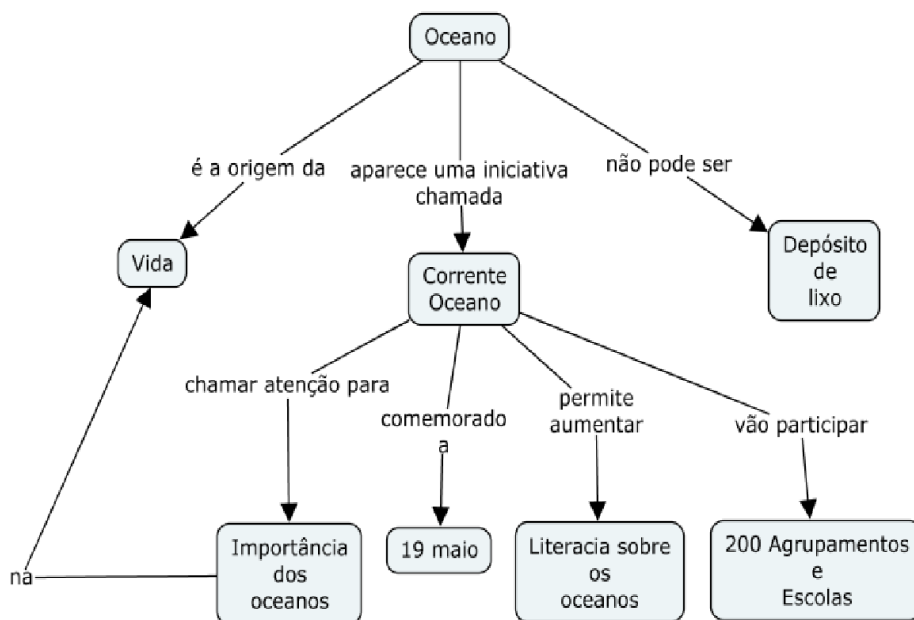 Oceano
é a origem da
aparece uma iniciativa
chamada
não pode ser
Vida
Corrente
Oceano
Depósito
de
lixo
chamar atenção para
comemorado
a
permite
aumentar
vão participar
Importância
dos
oceanos
19 maio
Literacia sobre
os
oceanos
200 Agrupamentos
e
Escolas
na